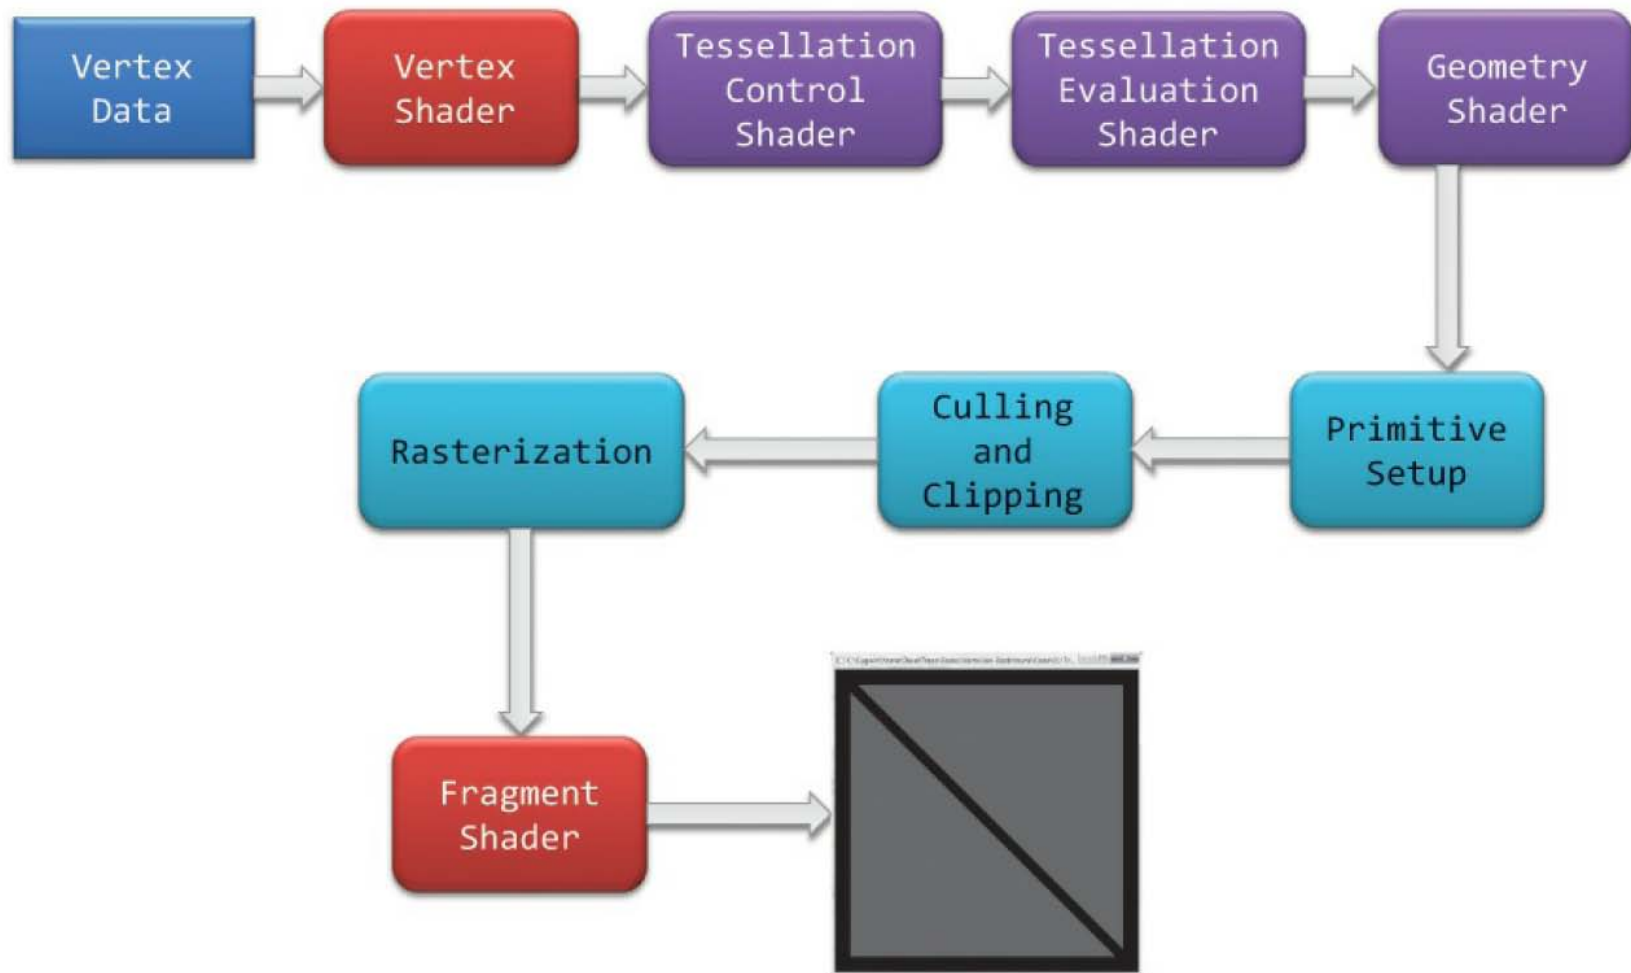 Vertex
Data
Vertex
Shader
Tessellation
Control
Shader
Tessellation
Evaluation
Shader
Geometry
Shader
Rasterization
Culling
and
Clipping
Primitive
Setup
Fragment
Shader